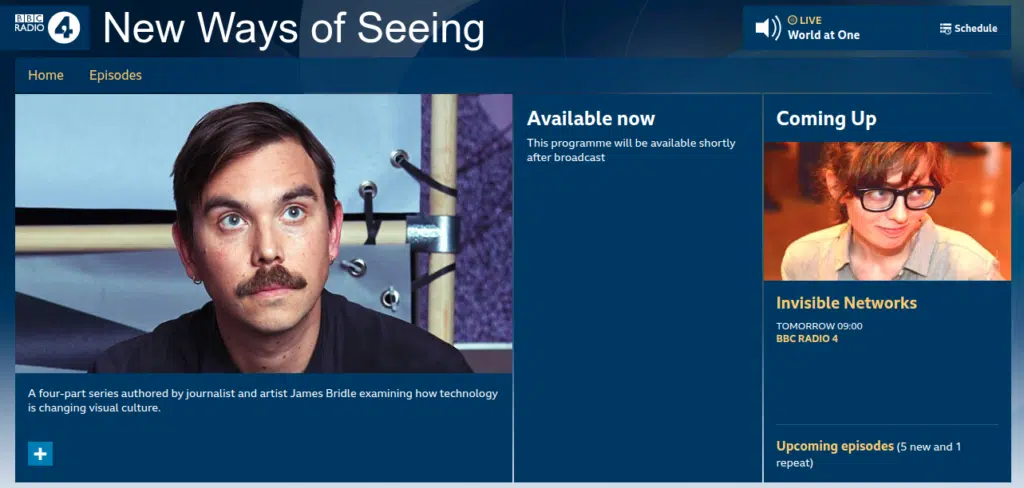 BBC
RADIO 4
New Ways of Seeing
LIVE
World at One
Schedule
Home
Episodes
A four-part series authored by journalist and artist James Bridle examining how technology
is changing visual culture.
Available now
This programme will be available shortly
after broadcast
Coming Up
Invisible Networks
TOMORROW 09:00
BBC RADIO 4
Upcoming episodes (5 new and 1
repeat)